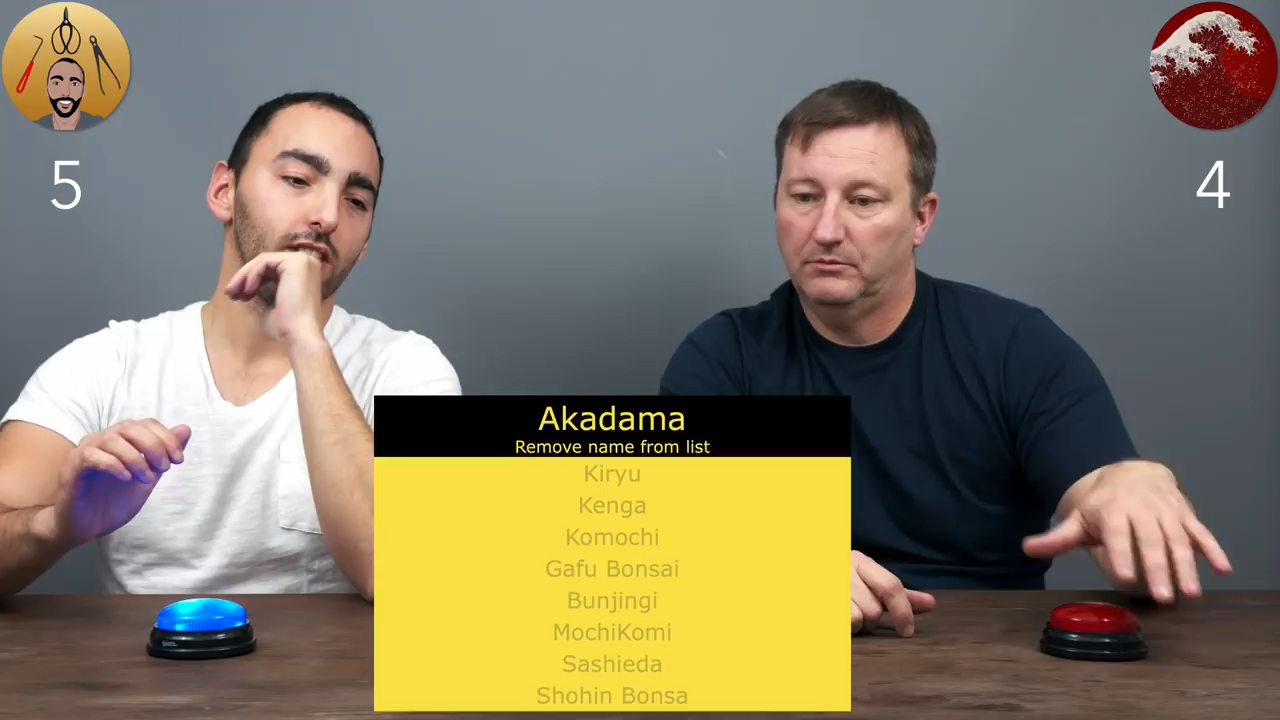 5
4
Akadama
Remove name from list
Kiryu
Kenga
Komochi
Gafu Bonsai
Bunjingi
MochiKomi
Sashieda
Shohin Bonsa